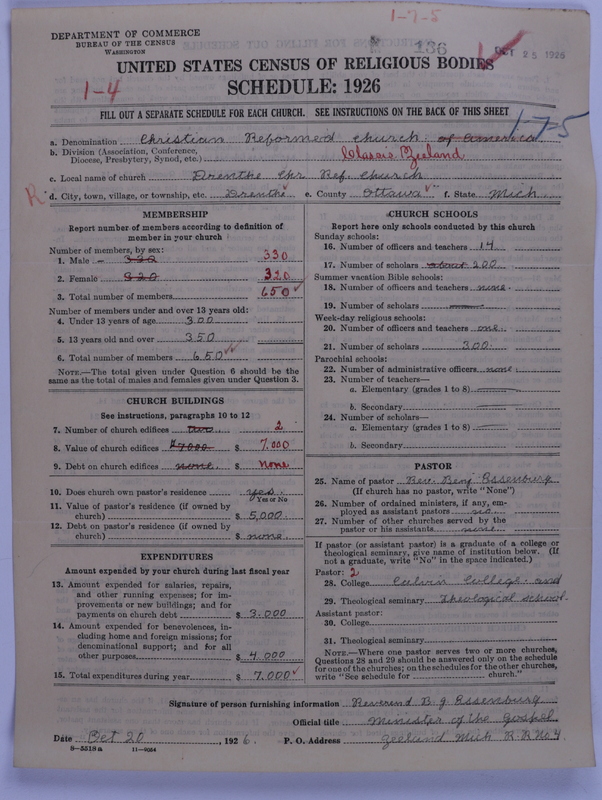 1-7-5
DEPARTMENT OF COMMERCE
BUREAU OF THE CENSUS
WASHINGTON
136
OCT 25 1926
UNITED STATES CENSUS OF RELIGIOUS BODIES
1-4
SCHEDULE: 1926
FILL OUT A SEPARATE SCHEDULE FOR EACH CHURCH. SEE INSTRUCTIONS ON THE BACK OF THIS SHEET
1-7-5
a. Denomination Christian Reformed Church of America
b. Division (Association, Conference, Diocese, Presbytery, Synod, etc.) Classis Zeeland
c. Local name of church Drenthe Chr Ref. Church
R d. City, town, village, or township, etc. Drenthe e. County Ottawa f. State Mich
MEMBERSHIP
Report number of members according to definition of
member in your church
Number of members, by sex:
1. Male 330
2. Female 320
3. Total number of members 650
Number of members under and over 13 years old:
4. Under 13 years of age 300
5. 13 years old and over 350
6. Total number of members 650
NOTE.—The total given under Question 6 should be
same as the total of males and females given under Question 3.
CHURCH BUILDINGS
See instructions, paragraphs 10 to 12
7. Number of church edifices two 2
8. Value of church edifices $7000 $ 7,000
9. Debt on church edifices none $ none
10. Does church own pastor's residence yes
Yes or No
11. Value of pastor's residence (if owned by
church) $ 5,000
12. Debt on pastor's residence (if owned by
church) $ none
EXPENDITURES
Amount expended by your church during last fiscal year
13. Amount expended for salaries, repairs,
and other running expenses; for im-
provements or new buildings; and for
payments on church debt $ 3.000
14. Amount expended for benevolences, in-
cluding home and foreign missions; for
denominational support; and for all
other purposes $ 4.000
15. Total expenditures during year $ 7.000
CHURCH SCHOOLS
Report here only schools conducted by this church
Sunday schools:
16. Number of officers and teachers 14
17. Number of scholars about 200
Summer vacation Bible schools:
18. Number of officers and teachers none
19. Number of scholars
Week-day religious schools:
20. Number of officers and teachers one
21. Number of scholars 300
Parochial schools:
22. Number of administrative officers none
23. Number of teachers—
a. Elementary (grades 1 to 8)
b. Secondary
24. Number of scholars—
a. Elementary (grades 1 to 8)
b. Secondary
PASTOR
25. Name of pastor Rev. Benj Essenburg
(If church has no pastor, write "None")
26. Number of ordained ministers, if any, em-
ployed as assistant pastors no
27. Number of other churches served by the
pastor or his assistants none
If pastor (or assistant pastor) is a graduate of a college or
theological seminary, give name of institution below. (If
not a graduate, write "No" in the space indicated.)
Pastor: 2
28. College Calvin College and
29. Theological seminary Theological School.
Assistant pastor:
30. College
31. Theological seminary
NOTE.—Where one pastor serves two or more churches,
Questions 28 and 29 should be answered only on the schedule
for one of the churches; on the schedules for the other churches,
write "See schedule for church."
Signature of person furnishing information Reverend B. J. Essenburg
Official title Minister of the Gospel
Date Oct 20, 1926. P. O. Address Zeeland Mich R.R No 4.
8-5518a 11-9054